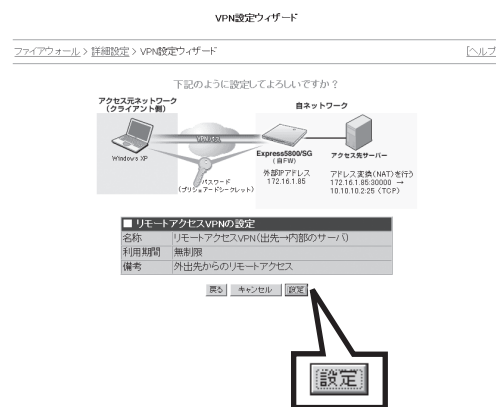 VPN設定ウィザード
ファイアウォール > 詳細設定 > VPN設定ウィザード
[ヘルプ
下記のように設定してよろしいですか?
アクセス元ネットワーク
(クライアント側)
自ネットワーク
Windows XP
パスワード
(プリシェアードシークレット)
Express5800/SG
(自FW)
外部IPアドレス
172.16.1.85
アクセス先サーバー
アドレス変換(NAT)を行う
172.16.1.85:30000 →
10.10.10.2:25 (TCP)
■ リモートアクセスVPNの設定
名称 リモートアクセスVPN(出先→内部のサーバ)
利用期間 無制限
備考 外出先からのリモートアクセス
戻る キャンセル 設定
設定